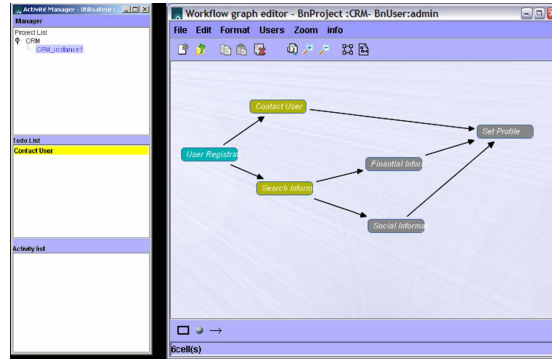 Activité Manager - Utilisateur :
Manager
Project List
CRM
CRM_Instance1
Todo List
Contact User
Activity list
Workflow graph editor - BnProject :CRM- BnUser:admin
File Edit Format Users Zoom info
Contact User
Set Profile
User Registra
Finantial Infor
Search Inform
Social Informa
6cell(s)